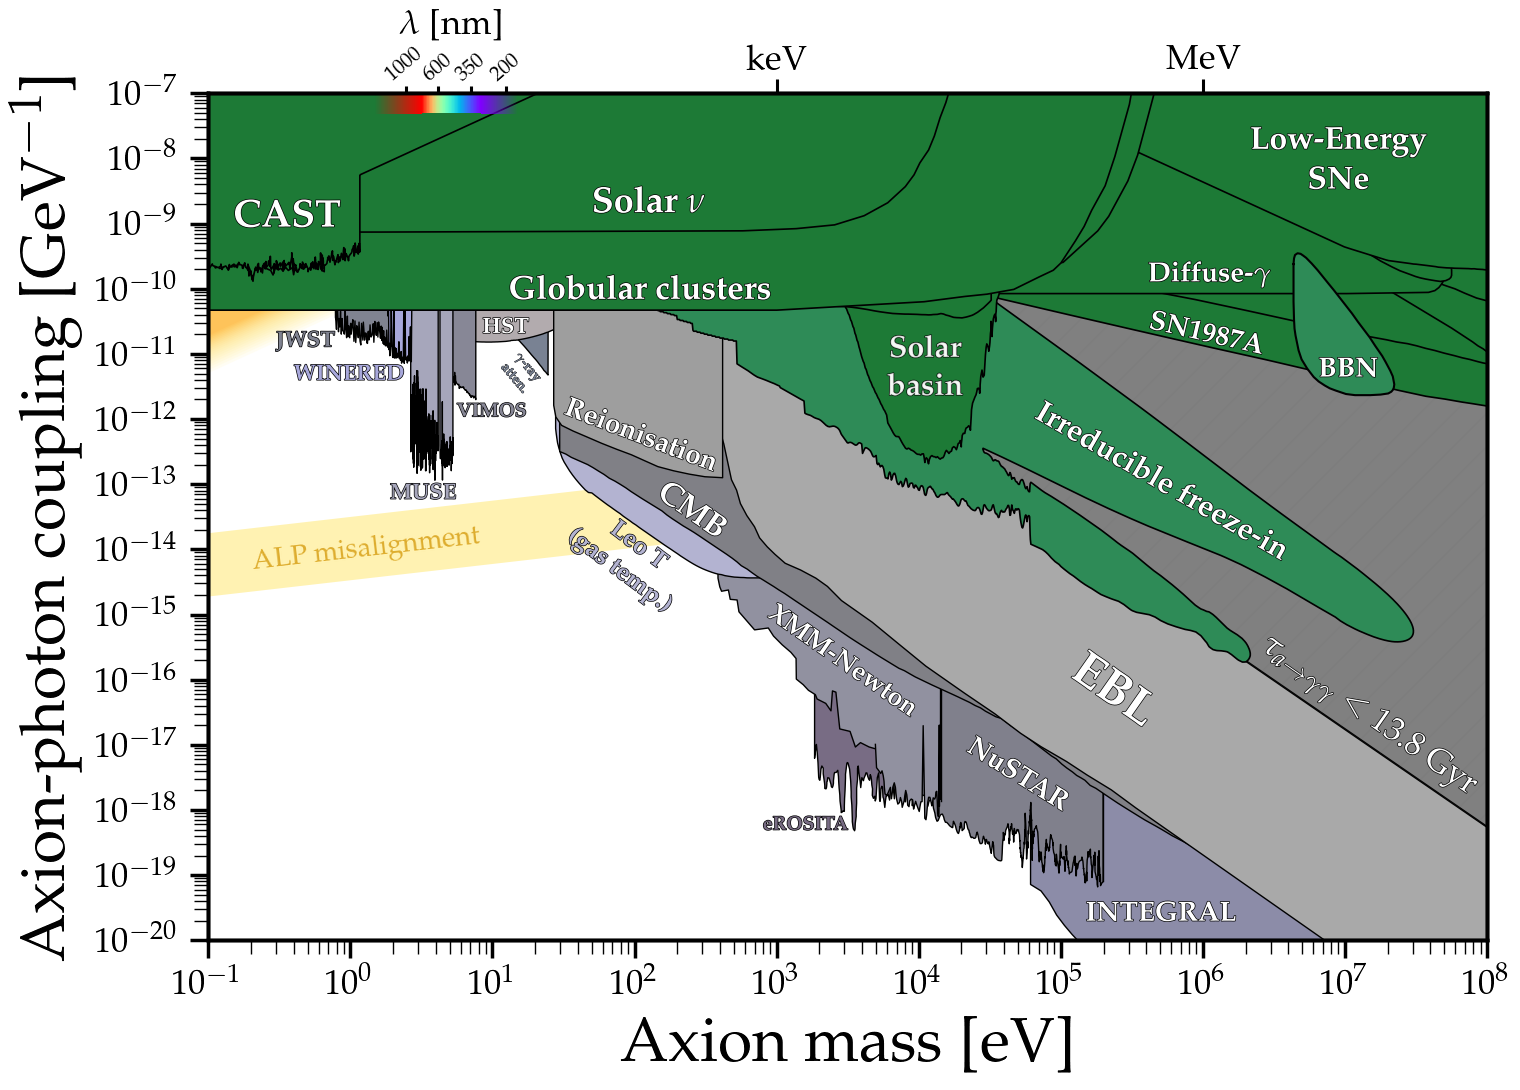 λ [nm]
1000 600 350 200
keV
MeV
Axion-photon coupling [GeV⁻¹]
10⁻⁷
10⁻⁸
10⁻⁹
10⁻¹⁰
10⁻¹¹
10⁻¹²
10⁻¹³
10⁻¹⁴
10⁻¹⁵
10⁻¹⁶
10⁻¹⁷
10⁻¹⁸
10⁻¹⁹
10⁻²⁰
Low-Energy
SNe
CAST
Solar ν
Globular clusters
Diffuse-γ
SN1987A
BBN
JWST
WINERED
HST
γ-ray
atten.
VIMOS
MUSE
Solar
basin
Reionisation
CMB
Irreducible freeze-in
ALP misalignment
Leo T
(gas temp.)
XMM-Newton
EBL
τₐ→γγ < 13.8 Gyr
NuSTAR
eROSITA
INTEGRAL
10⁻¹ 10⁰ 10¹ 10² 10³ 10⁴ 10⁵ 10⁶ 10⁷ 10⁸
Axion mass [eV]